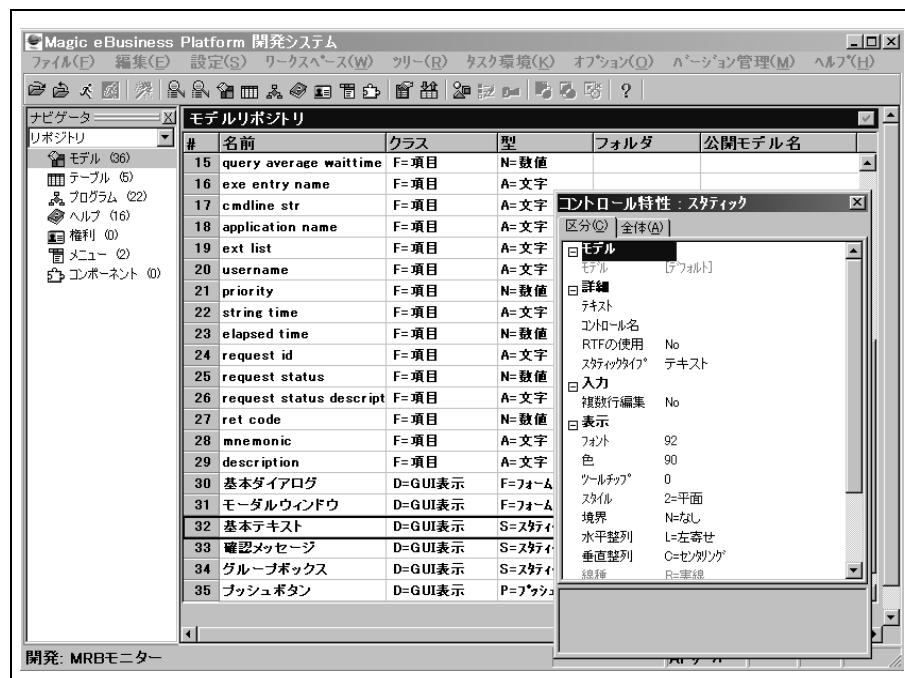 Magic eBusiness Platform 開発システム
ファイル(F) 編集(E) 設定(S) ワークスペース(W) ツリー(R) タスク環境(K) オプション(O) バージョン管理(M) ヘルプ(H)
ナビゲータ
リポジトリ
モデル (36)
テーブル (5)
プログラム (22)
ヘルプ (16)
権利 (0)
メニュー (2)
コンポーネント (0)
モデルリポジトリ
# 名前 クラス 型 フォルダ 公開モデル名
15 query average waittime F=項目 N=数値
16 exe entry name F=項目 A=文字
17 cmdline str F=項目 A=文字
18 application name F=項目 A=文字
19 ext list F=項目 A=文字
20 username F=項目 A=文字
21 priority F=項目 N=数値
22 string time F=項目 A=文字
23 elapsed time F=項目 N=数値
24 request id F=項目 A=文字
25 request status F=項目 N=数値
26 request status descript F=項目 A=文字
27 ret code F=項目 N=数値
28 mnemonic F=項目 A=文字
29 description F=項目 A=文字
30 基本ダイアログ D=GUI表示 F=フォーム
31 モーダルウィンドウ D=GUI表示 F=フォーム
32 基本テキスト D=GUI表示 S=スタティ
33 確認メッセージ D=GUI表示 S=スタティ
34 グループボックス D=GUI表示 S=スタティ
35 プッシュボタン D=GUI表示 P=プッシュ
コントロール特性 : スタティック
区分(C) 全体(A)
モデル
モデル [デフォルト]
詳細
テキスト
コントロール名
RTFの使用 No
スタティックタイプ テキスト
入力
複数行編集 No
表示
フォント 92
色 90
ツールチップ 0
スタイル 2=平面
境界 N=なし
水平整列 L=左寄せ
垂直整列 C=センタリング
線種 R=実線
開発: MRBモニター